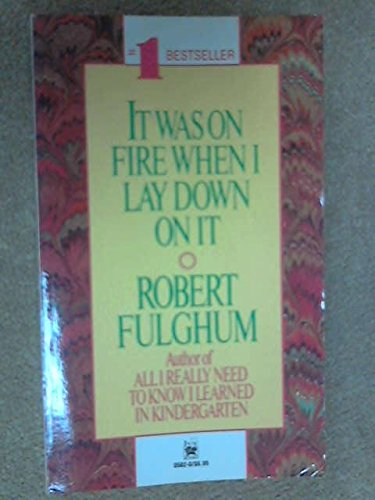 #1 BESTSELLER
IT WAS ON
FIRE WHEN I
LAY DOWN
ON IT
ROBERT
FULGHUM
Author of
ALL I REALLY NEED
TO KNOW I LEARNED
IN KINDERGARTEN